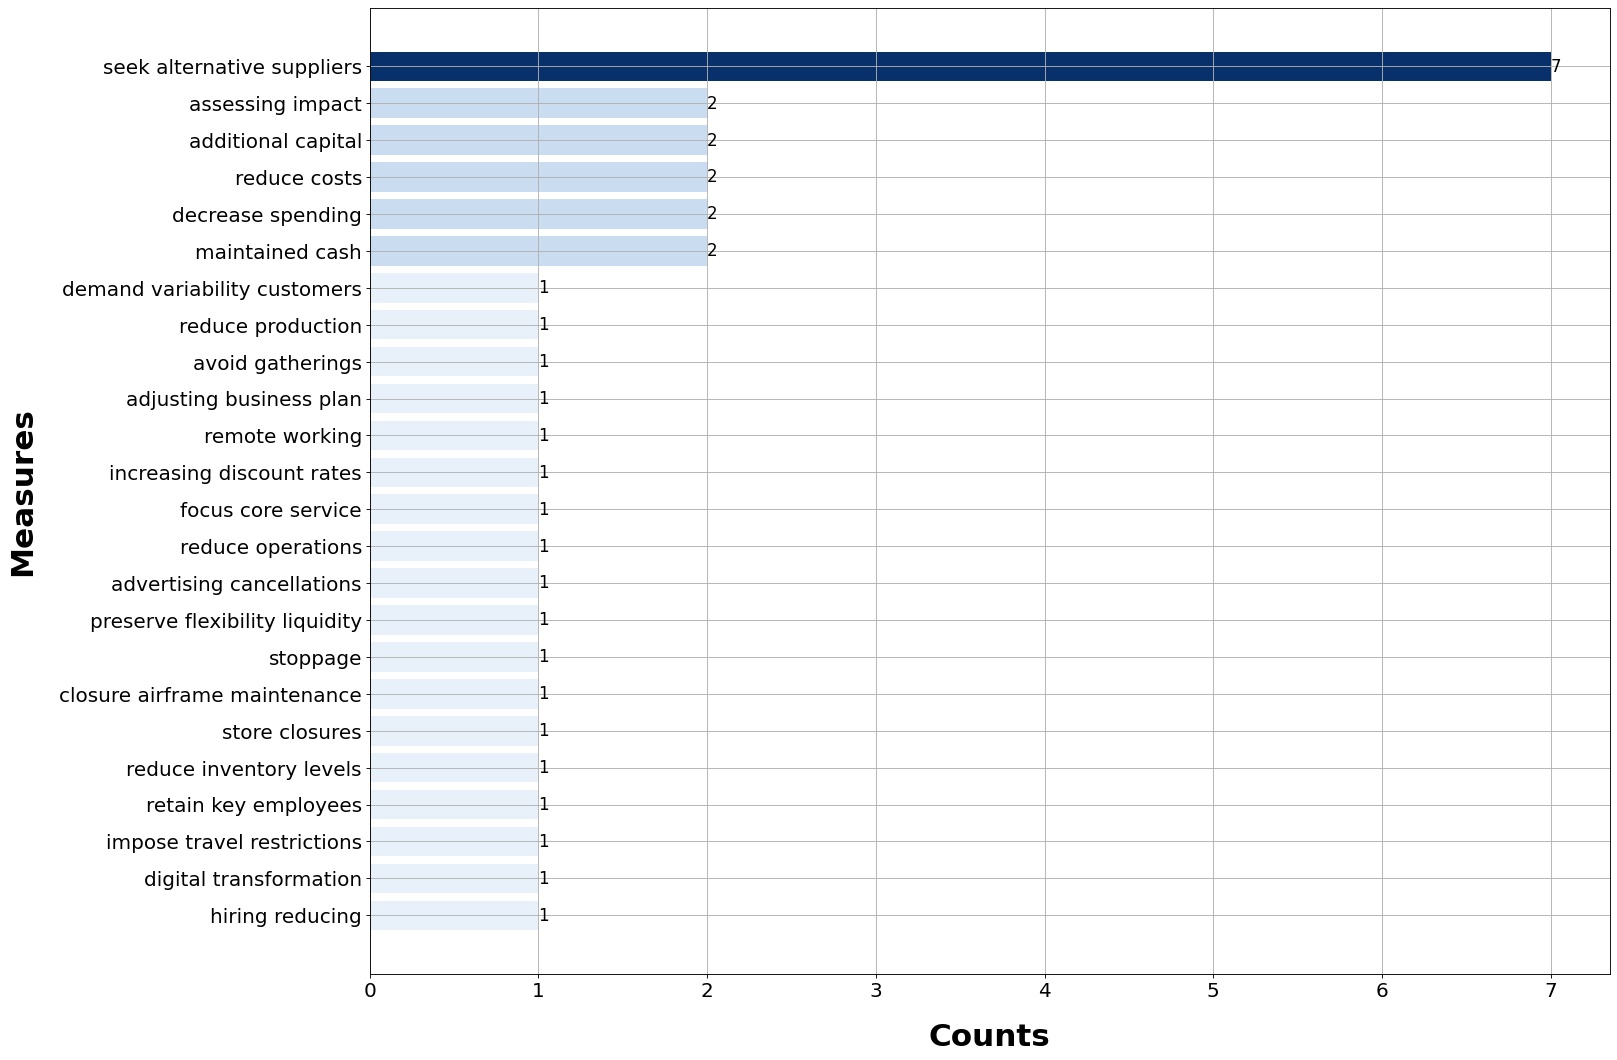 seek alternative suppliers 7
assessing impact 2
additional capital 2
reduce costs 2
decrease spending 2
maintained cash 2
demand variability customers 1
reduce production 1
avoid gatherings 1
adjusting business plan 1
remote working 1
increasing discount rates 1
focus core service 1
reduce operations 1
advertising cancellations 1
preserve flexibility liquidity 1
stoppage 1
closure airframe maintenance 1
store closures 1
reduce inventory levels 1
retain key employees 1
impose travel restrictions 1
digital transformation 1
hiring reducing 1
Measures
0 1 2 3 4 5 6 7
Counts